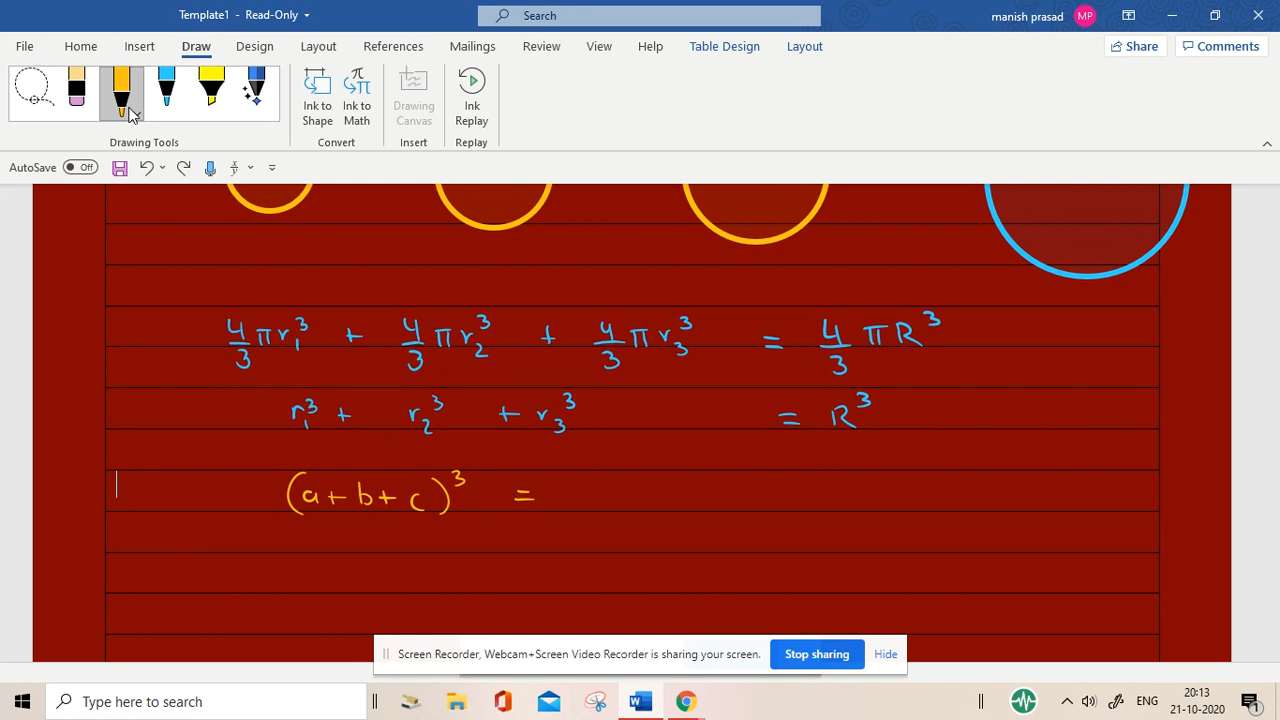 Template1 - Read-Only
Search
manish prasad MP
File Home Insert Draw Design Layout References Mailings Review View Help Table Design Layout Share Comments
Ink to Shape
Ink to Math
Drawing Canvas
Ink Replay
Drawing Tools Convert Insert Replay
AutoSave Off
4/3 πr₁³ + 4/3 πr₂³ + 4/3 πr₃³ = 4/3 πR³
r₁³ + r₂³ + r₃³ = R³
(a+b+c)³ =
Screen Recorder, Webcam+Screen Video Recorder is sharing your screen. Stop sharing Hide
Type here to search
ENG
20:13
21-10-2020